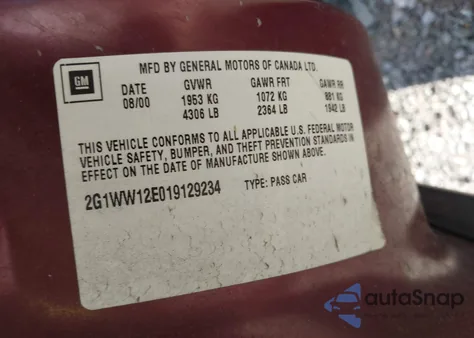 MFD BY GENERAL MOTORS OF CANADA LTD.
GM
DATE GVWR GAWR FRT GAWR RR
08/00 1953 KG 1072 KG 881 KG
4306 LB 2364 LB 1942 LB
THIS VEHICLE CONFORMS TO ALL APPLICABLE U.S. FEDERAL MOTOR
VEHICLE SAFETY, BUMPER, AND THEFT PREVENTION STANDARDS IN
EFFECT ON THE DATE OF MANUFACTURE SHOWN ABOVE.
2G1WW12E019129234 TYPE: PASS CAR
autoSnap